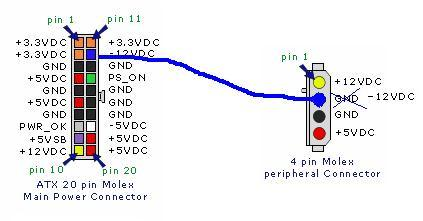 pin 1
pin 11
+3.3VDC
+3.3VDC
+3.3VDC
-12VDC
GND
GND
+5VDC
PS_ON
GND
GND
+5VDC
GND
GND
GND
PWR_OK
-5VDC
+5VSB
+5VDC
+12VDC
+5VDC
pin 10
pin 20
ATX 20 pin Molex
Main Power Connector
pin 1
+12VDC
GND
-12VDC
GND
+5VDC
4 pin Molex
peripheral Connector